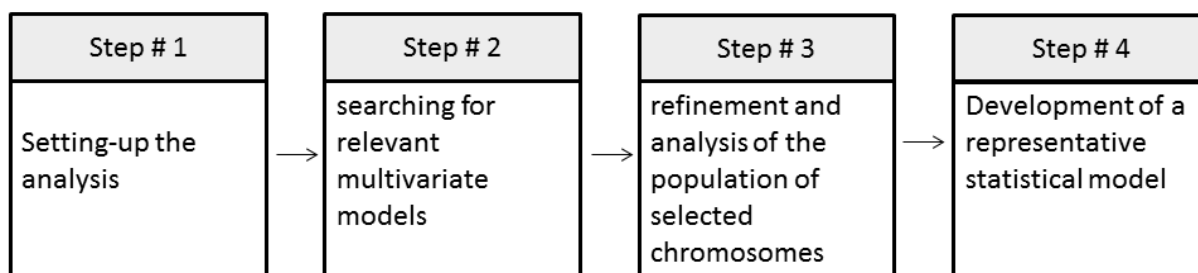 Step # 1
Setting-up the
analysis
Step # 2
searching for
relevant
multivariate
models
Step # 3
refinement and
analysis of the
population of
selected
chromosomes
Step # 4
Development of a
representative
statistical model